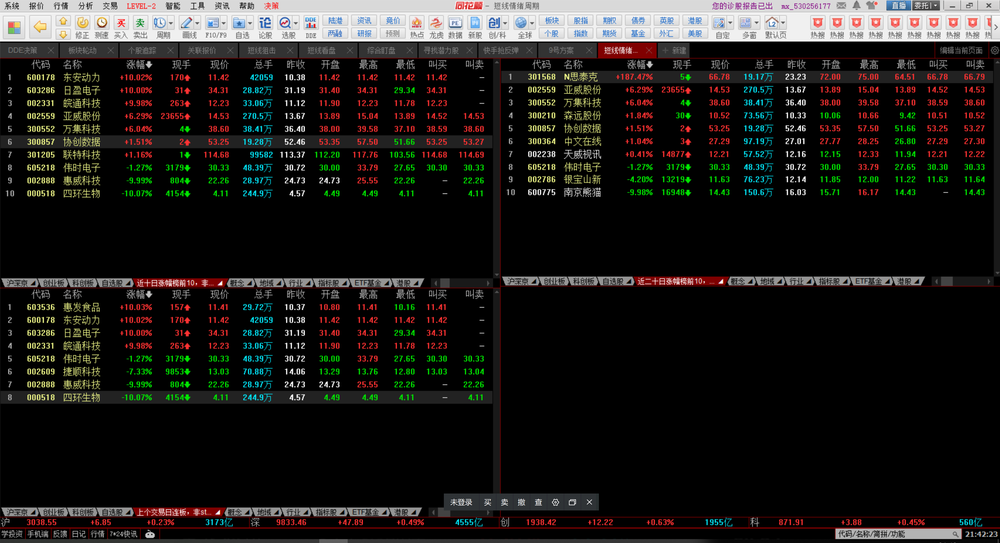 系统 报价 行情 分析 交易 LEVEL-2 智能 工具 资讯 帮助 决策 同花顺 - 短线情绪周期 您的诊股报告已出 mx_530256177 直播 委托
陆港 资讯 竞价 板块 股指 期权 债券 英股 港股
修正 测速 买入 卖出 周期 画线 F10/F9 自选 论股 选股 DDE 两融 研报 预测 热点 龙虎 数据 新股 创/科 全球 个股 指数 期货 基金 外汇 美股 自定 多窗 默认页 热搜 热搜 热搜 热搜 热搜 热搜 热搜 热搜 热搜
DDE决策 板块轮动 个股追踪 关联报价 短线狙击 短线看盘 综合盯盘 寻找潜力股 快手抢反弹 9号方案 短线情绪... + 新建 编辑当前页面
代码 名称 涨幅 现手 现价 总手 昨收 开盘 最高 最低 叫买 叫卖
1 600178 东安动力 +10.02% 170 11.42 42059 10.38 11.42 11.42 11.42 11.42 —
2 603286 日盈电子 +10.00% 31 34.31 28.82万 31.19 31.40 34.31 29.34 34.31 —
3 002331 皖通科技 +9.98% 263 12.23 33.06万 11.12 11.90 12.23 11.78 12.23 —
4 002559 亚威股份 +6.29% 23655 14.53 270.5万 13.67 13.89 15.04 13.89 14.52 14.53
5 300552 万集科技 +6.04% 4 38.60 38.41万 36.40 38.00 39.58 37.10 38.59 38.60
6 300857 协创数据 +1.51% 2 53.25 19.28万 52.46 53.35 57.50 51.66 53.25 53.27
7 301205 联特科技 +1.16% 1 114.68 99582 113.37 112.20 117.76 103.56 114.68 114.69
8 605218 伟时电子 -1.27% 3179 30.33 48.39万 30.72 30.00 33.79 27.65 30.30 30.33
9 002888 惠威科技 -9.99% 804 22.26 28.97万 24.73 24.73 25.55 22.26 — 22.26
10 000518 四环生物 -10.07% 4154 4.11 244.9万 4.57 4.49 4.49 4.11 — 4.11
沪深京 创业板 科创板 自选股 近十日涨幅榜前10，非... 概念 地域 行业 指标股 ETF基金 港股
代码 名称 涨幅 现手 现价 总手 昨收 开盘 最高 最低 叫买 叫卖
1 301568 N思泰克 +187.47% 5 66.78 19.17万 23.23 72.00 75.00 64.51 66.78 66.79
2 002559 亚威股份 +6.29% 23655 14.53 270.5万 13.67 13.89 15.04 13.89 14.52 14.53
3 300552 万集科技 +6.04% 4 38.60 38.41万 36.40 38.00 39.58 37.10 38.59 38.60
4 300210 森远股份 +1.84% 30 10.52 73.56万 10.33 10.06 10.66 9.42 10.51 10.52
5 300857 协创数据 +1.51% 2 53.25 19.28万 52.46 53.35 57.50 51.66 53.25 53.27
6 300364 中文在线 +1.04% 3 27.29 97.19万 27.01 27.77 28.25 26.80 27.29 27.30
7 002238 天威视讯 +0.41% 14877 12.21 57.52万 12.16 12.15 12.33 11.94 12.21 12.22
8 605218 伟时电子 -1.27% 3179 30.33 48.39万 30.72 30.00 33.79 27.65 30.30 30.33
9 002786 银宝山新 -4.20% 13219 11.63 76.23万 12.14 11.85 12.00 11.22 11.63 11.64
10 600775 南京熊猫 -9.98% 16948 14.43 150.6万 16.03 15.71 16.17 14.43 — 14.43
沪深京 创业板 科创板 自选股 近二十日涨幅榜前10，... 概念 地域 行业 指标股 ETF基金 港股
代码 名称 涨幅 现手 现价 总手 昨收 开盘 最高 最低 叫买 叫卖
1 603536 惠发食品 +10.03% 157 11.41 29.72万 10.37 10.80 11.41 10.16 11.41 —
2 600178 东安动力 +10.02% 170 11.42 42059 10.38 11.42 11.42 11.42 11.42 —
3 603286 日盈电子 +10.00% 31 34.31 28.82万 31.19 31.40 34.31 29.34 34.31 —
4 002331 皖通科技 +9.98% 263 12.23 33.06万 11.12 11.90 12.23 11.78 12.23 —
5 605218 伟时电子 -1.27% 3179 30.33 48.39万 30.72 30.00 33.79 27.65 30.30 30.33
6 002609 捷顺科技 -7.33% 9853 13.03 70.88万 14.06 13.29 13.76 12.80 13.03 13.04
7 002888 惠威科技 -9.99% 804 22.26 28.97万 24.73 24.73 25.55 22.26 — 22.26
8 000518 四环生物 -10.07% 4154 4.11 244.9万 4.57 4.49 4.49 4.11 — 4.11
未登录 买 卖 撤 查
沪深京 创业板 科创板 自选股 上个交易日连板，非st... 概念 地域 行业 指标股 ETF基金 港股
沪 3038.55 +6.85 +0.23% 3173亿 深 9833.46 +47.89 +0.49% 4555亿 创 1938.42 +12.22 +0.63% 1955亿 科 871.91 +3.88 +0.45% 560亿
学投资 手机端 反馈 日记 行情 7*24快讯 代码/名称/简拼/功能 21:42:23